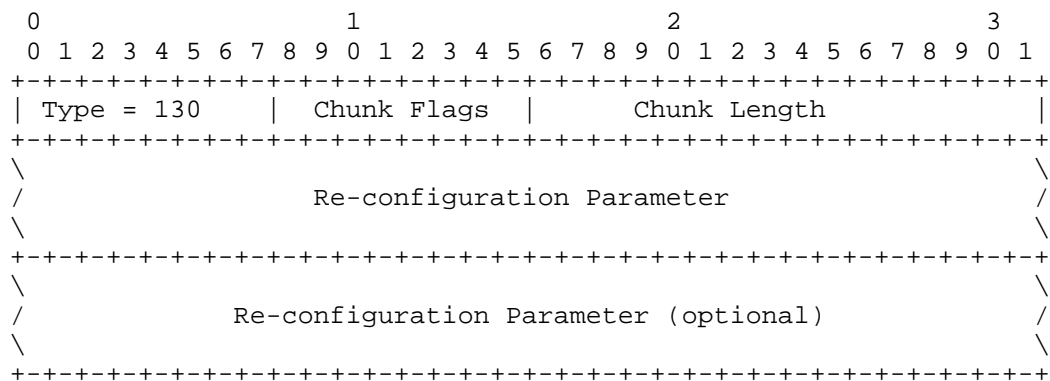 0                   1                   2                   3
 0 1 2 3 4 5 6 7 8 9 0 1 2 3 4 5 6 7 8 9 0 1 2 3 4 5 6 7 8 9 0 1
+-+-+-+-+-+-+-+-+-+-+-+-+-+-+-+-+-+-+-+-+-+-+-+-+-+-+-+-+-+-+-+-+
| Type = 130    |  Chunk Flags  |      Chunk Length             |
+-+-+-+-+-+-+-+-+-+-+-+-+-+-+-+-+-+-+-+-+-+-+-+-+-+-+-+-+-+-+-+-+
\                                                               \
/                  Re-configuration Parameter                   /
\                                                               \
+-+-+-+-+-+-+-+-+-+-+-+-+-+-+-+-+-+-+-+-+-+-+-+-+-+-+-+-+-+-+-+-+
\                                                               \
/             Re-configuration Parameter (optional)             /
\                                                               \
+-+-+-+-+-+-+-+-+-+-+-+-+-+-+-+-+-+-+-+-+-+-+-+-+-+-+-+-+-+-+-+-+